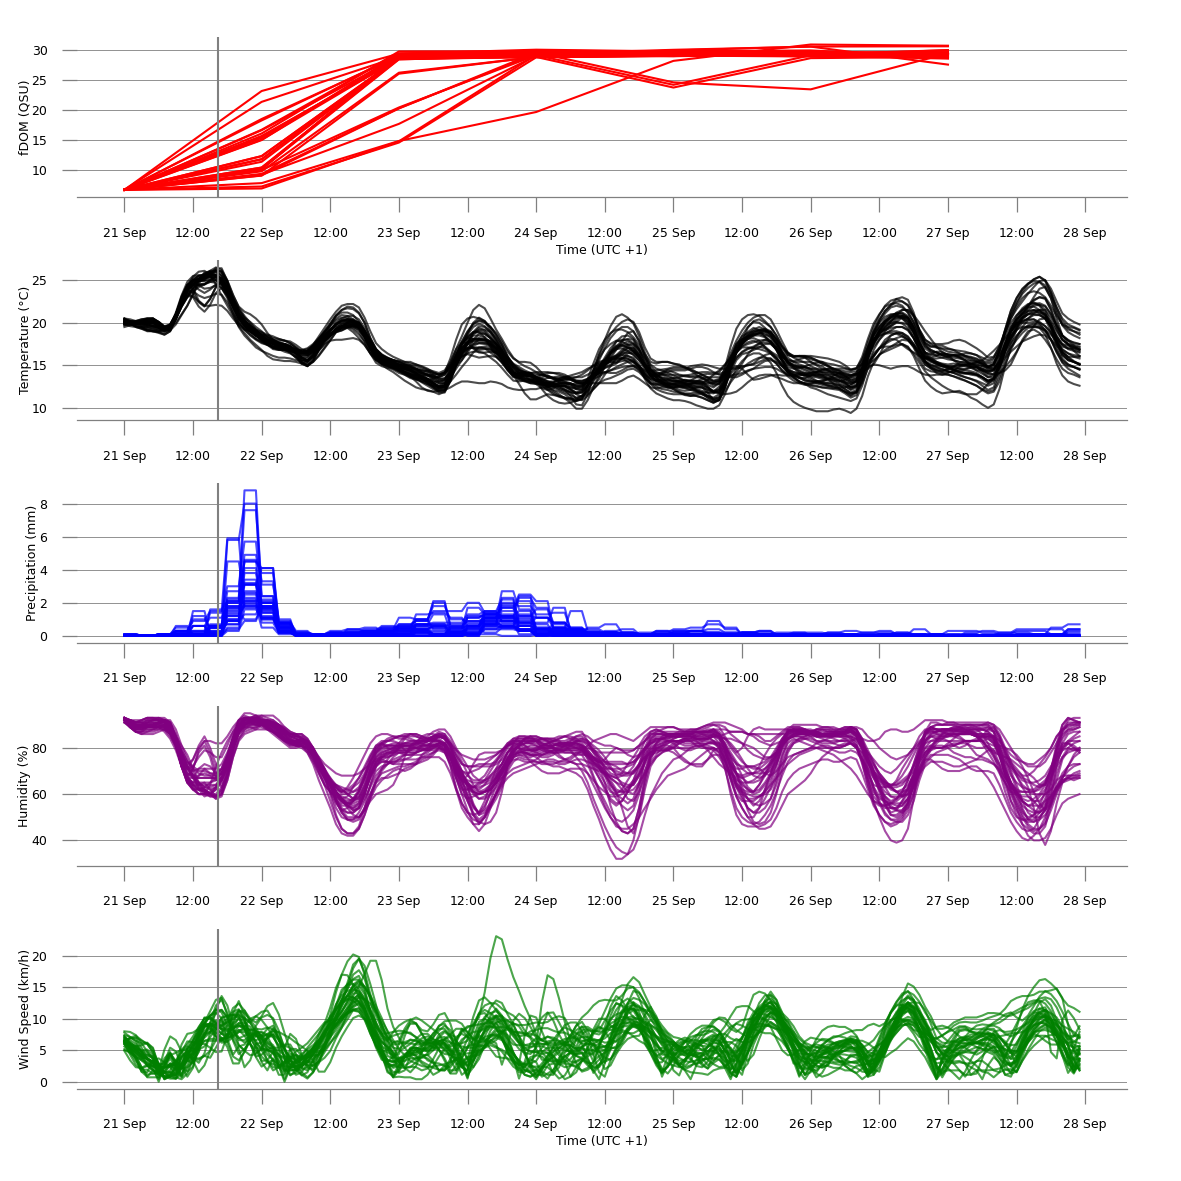 fDOM (QSU)
30
25
20
15
10
21 Sep 12:00 22 Sep 12:00 23 Sep 12:00 24 Sep 12:00 25 Sep 12:00 26 Sep 12:00 27 Sep 12:00 28 Sep
Time (UTC +1)
Temperature (°C)
25
20
15
10
21 Sep 12:00 22 Sep 12:00 23 Sep 12:00 24 Sep 12:00 25 Sep 12:00 26 Sep 12:00 27 Sep 12:00 28 Sep
Precipitation (mm)
8
6
4
2
0
21 Sep 12:00 22 Sep 12:00 23 Sep 12:00 24 Sep 12:00 25 Sep 12:00 26 Sep 12:00 27 Sep 12:00 28 Sep
Humidity (%)
80
60
40
21 Sep 12:00 22 Sep 12:00 23 Sep 12:00 24 Sep 12:00 25 Sep 12:00 26 Sep 12:00 27 Sep 12:00 28 Sep
Wind Speed (km/h)
20
15
10
5
0
21 Sep 12:00 22 Sep 12:00 23 Sep 12:00 24 Sep 12:00 25 Sep 12:00 26 Sep 12:00 27 Sep 12:00 28 Sep
Time (UTC +1)